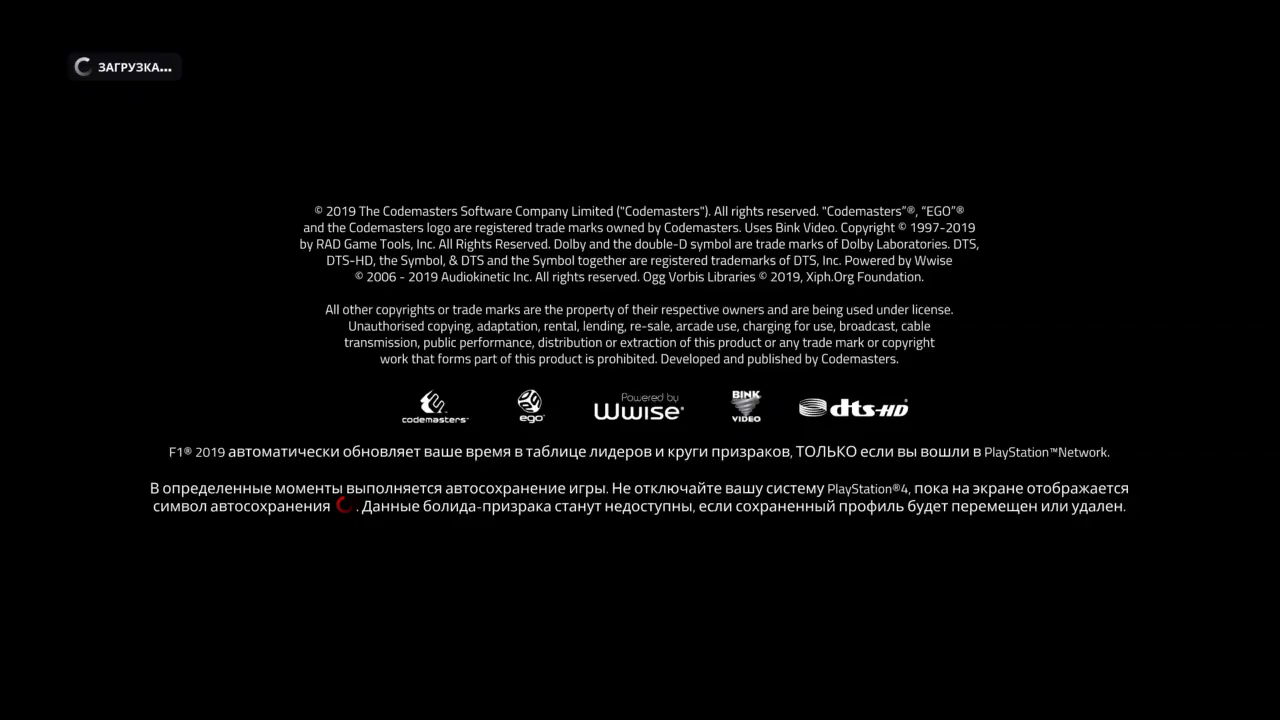 ЗАГРУЗКА...
© 2019 The Codemasters Software Company Limited ("Codemasters"). All rights reserved. "Codemasters”®, “EGO”®
and the Codemasters logo are registered trade marks owned by Codemasters. Uses Bink Video. Copyright © 1997-2019
by RAD Game Tools, Inc. All Rights Reserved. Dolby and the double-D symbol are trade marks of Dolby Laboratories. DTS,
DTS-HD, the Symbol, & DTS and the Symbol together are registered trademarks of DTS, Inc. Powered by Wwise
© 2006 - 2019 Audiokinetic Inc. All rights reserved. Ogg Vorbis Libraries © 2019, Xiph.Org Foundation.
All other copyrights or trade marks are the property of their respective owners and are being used under license.
Unauthorised copying, adaptation, rental, lending, re-sale, arcade use, charging for use, broadcast, cable
transmission, public performance, distribution or extraction of this product or any trade mark or copyright
work that forms part of this product is prohibited. Developed and published by Codemasters.
codemasters™ ego™ Powered by Wwise® BINK VIDEO dts-HD
F1® 2019 автоматически обновляет ваше время в таблице лидеров и круги призраков, ТОЛЬКО если вы вошли в PlayStation™Network.
В определенные моменты выполняется автосохранение игры. Не отключайте вашу систему PlayStation®4, пока на экране отображается
символ автосохранения . Данные болида-призрака станут недоступны, если сохраненный профиль будет перемещен или удален.